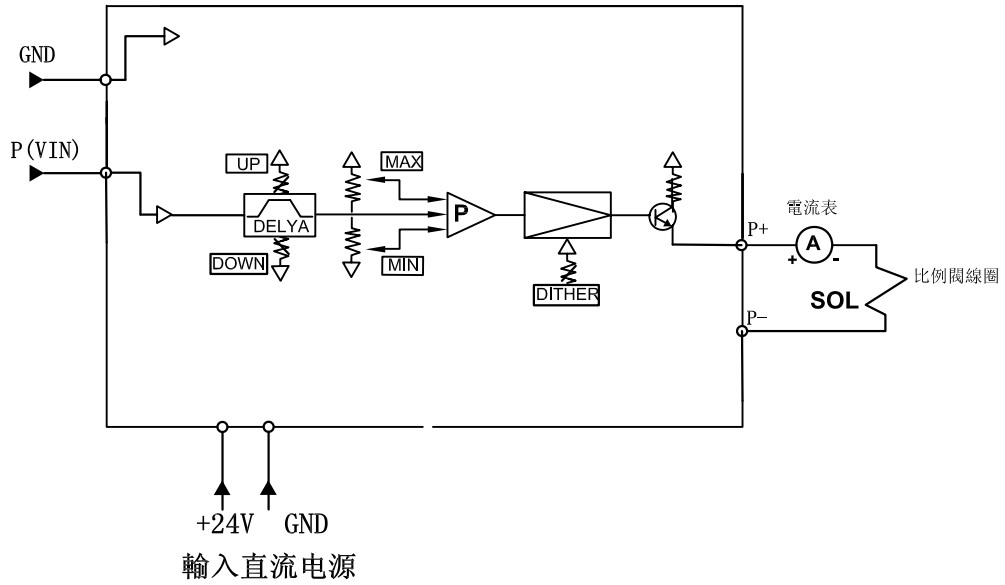 GND
P(VIN)
UP
MAX
DELYA
P
DOWN
MIN
DITHER
P+
電流表
A
+ -
比例閥線圈
SOL
P-
+24V GND
輸入直流电源